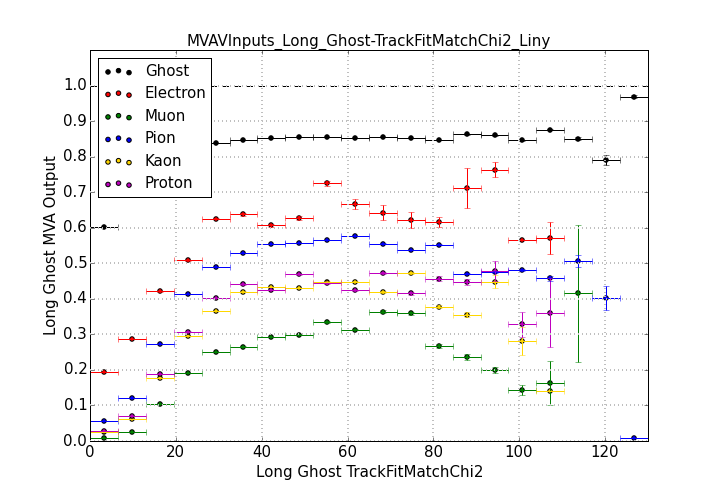 MVAVInputs_Long_Ghost-TrackFitMatchChi2_Liny
Long Ghost MVA Output
1.0
0.9
0.8
0.7
0.6
0.5
0.4
0.3
0.2
0.1
0.0
Ghost
Electron
Muon
Pion
Kaon
Proton
0 20 40 60 80 100 120
Long Ghost TrackFitMatchChi2